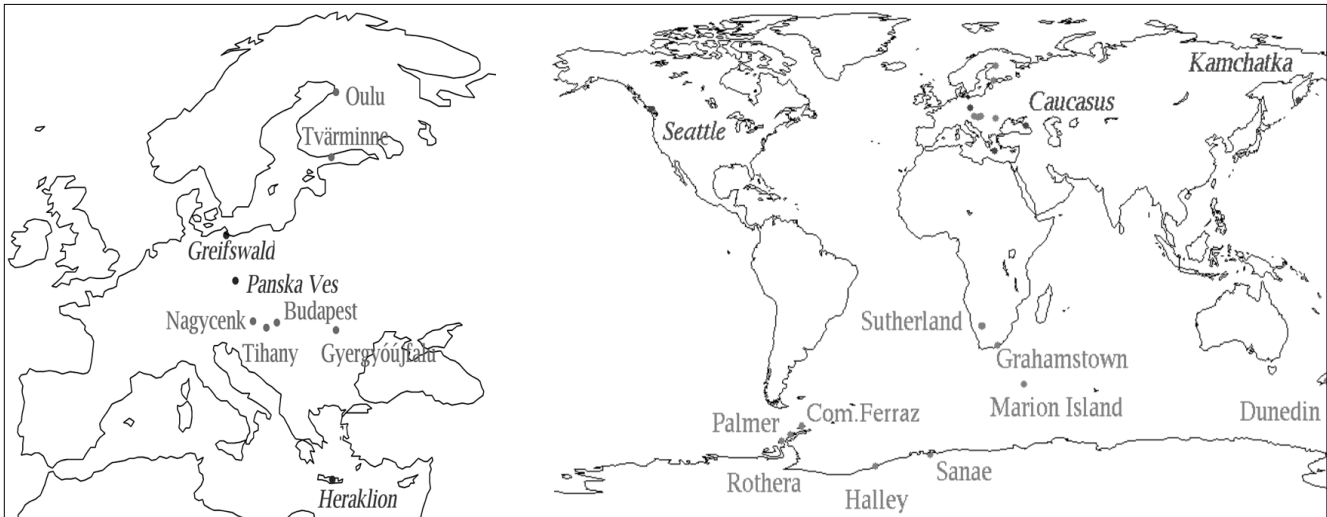 Oulu
Tvärminne
Greifswald
Panska Ves
Nagycenk
Budapest
Tihany
Gyergyóújfalu
Heraklion
Kamchatka
Caucasus
Seattle
Sutherland
Grahamstown
Marion Island
Dunedin
Palmer
Com.Ferraz
Rothera
Halley
Sanae